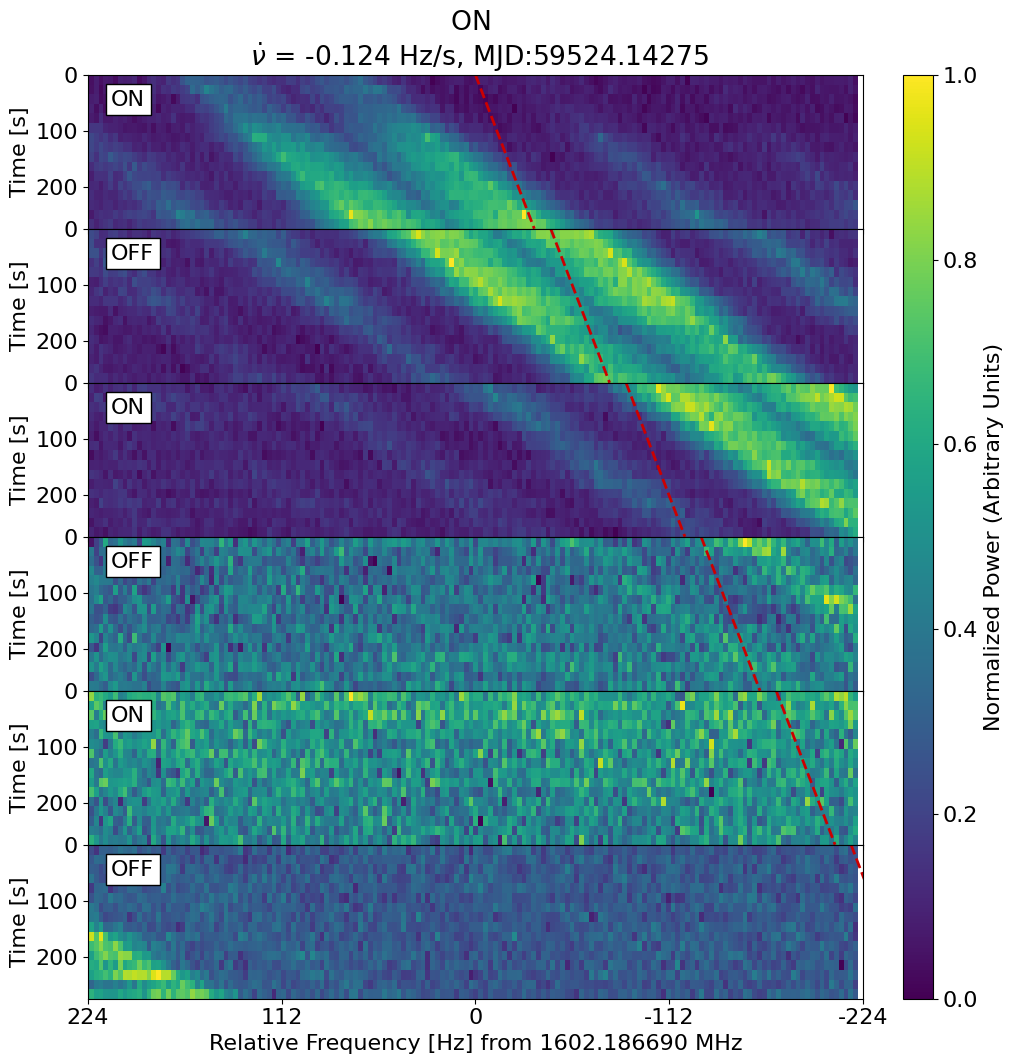 ON
ν̇ = -0.124 Hz/s, MJD:59524.14275
0
ON
100
200
Time [s]
0
OFF
100
200
Time [s]
0
ON
100
200
Time [s]
0
OFF
100
200
Time [s]
0
ON
100
200
Time [s]
0
OFF
100
200
Time [s]
224 112 0 -112 -224
Relative Frequency [Hz] from 1602.186690 MHz
1.0
0.8
0.6
0.4
0.2
0.0
Normalized Power (Arbitrary Units)